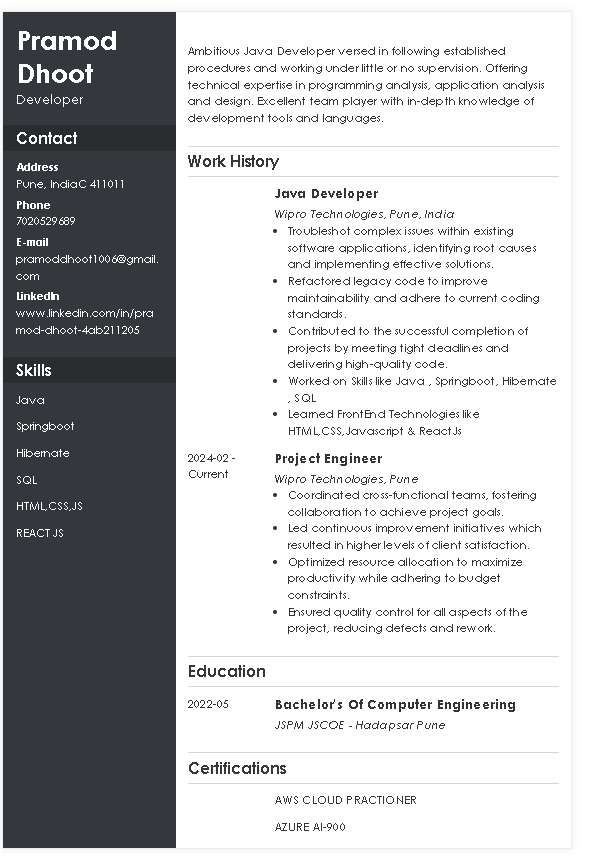 Pramod
Dhoot
Developer
Contact
Address
Pune, IndiaC 411011
Phone
7020529689
E-mail
pramoddhoot1006@gmail.
com
LinkedIn
www.linkedin.com/in/pra
mod-dhoot-4ab211205
Skills
Java
Springboot
Hibernate
SQL
HTML,CSS,JS
REACT JS
Ambitious Java Developer versed in following established
procedures and working under little or no supervision. Offering
technical expertise in programming analysis, application analysis
and design. Excellent team player with in-depth knowledge of
development tools and languages.
Work History
Java Developer
Wipro Technologies, Pune, India
• Troubleshot complex issues within existing
software applications, identifying root causes
and implementing effective solutions.
• Refactored legacy code to improve
maintainability and adhere to current coding
standards.
• Contributed to the successful completion of
projects by meeting tight deadlines and
delivering high-quality code.
• Worked on Skills like Java , Springboot, Hibernate
, SQL
• Learned FrontEnd Technologies like
HTML,CSS,Javascript & ReactJs
2024-02 -
Current
Project Engineer
Wipro Technologies, Pune
• Coordinated cross-functional teams, fostering
collaboration to achieve project goals.
• Led continuous improvement initiatives which
resulted in higher levels of client satisfaction.
• Optimized resource allocation to maximize
productivity while adhering to budget
constraints.
• Ensured quality control for all aspects of the
project, reducing defects and rework.
Education
2022-05
Bachelor's Of Computer Engineering
JSPM JSCOE - Hadapsar Pune
Certifications
AWS CLOUD PRACTIONER
AZURE AI-900